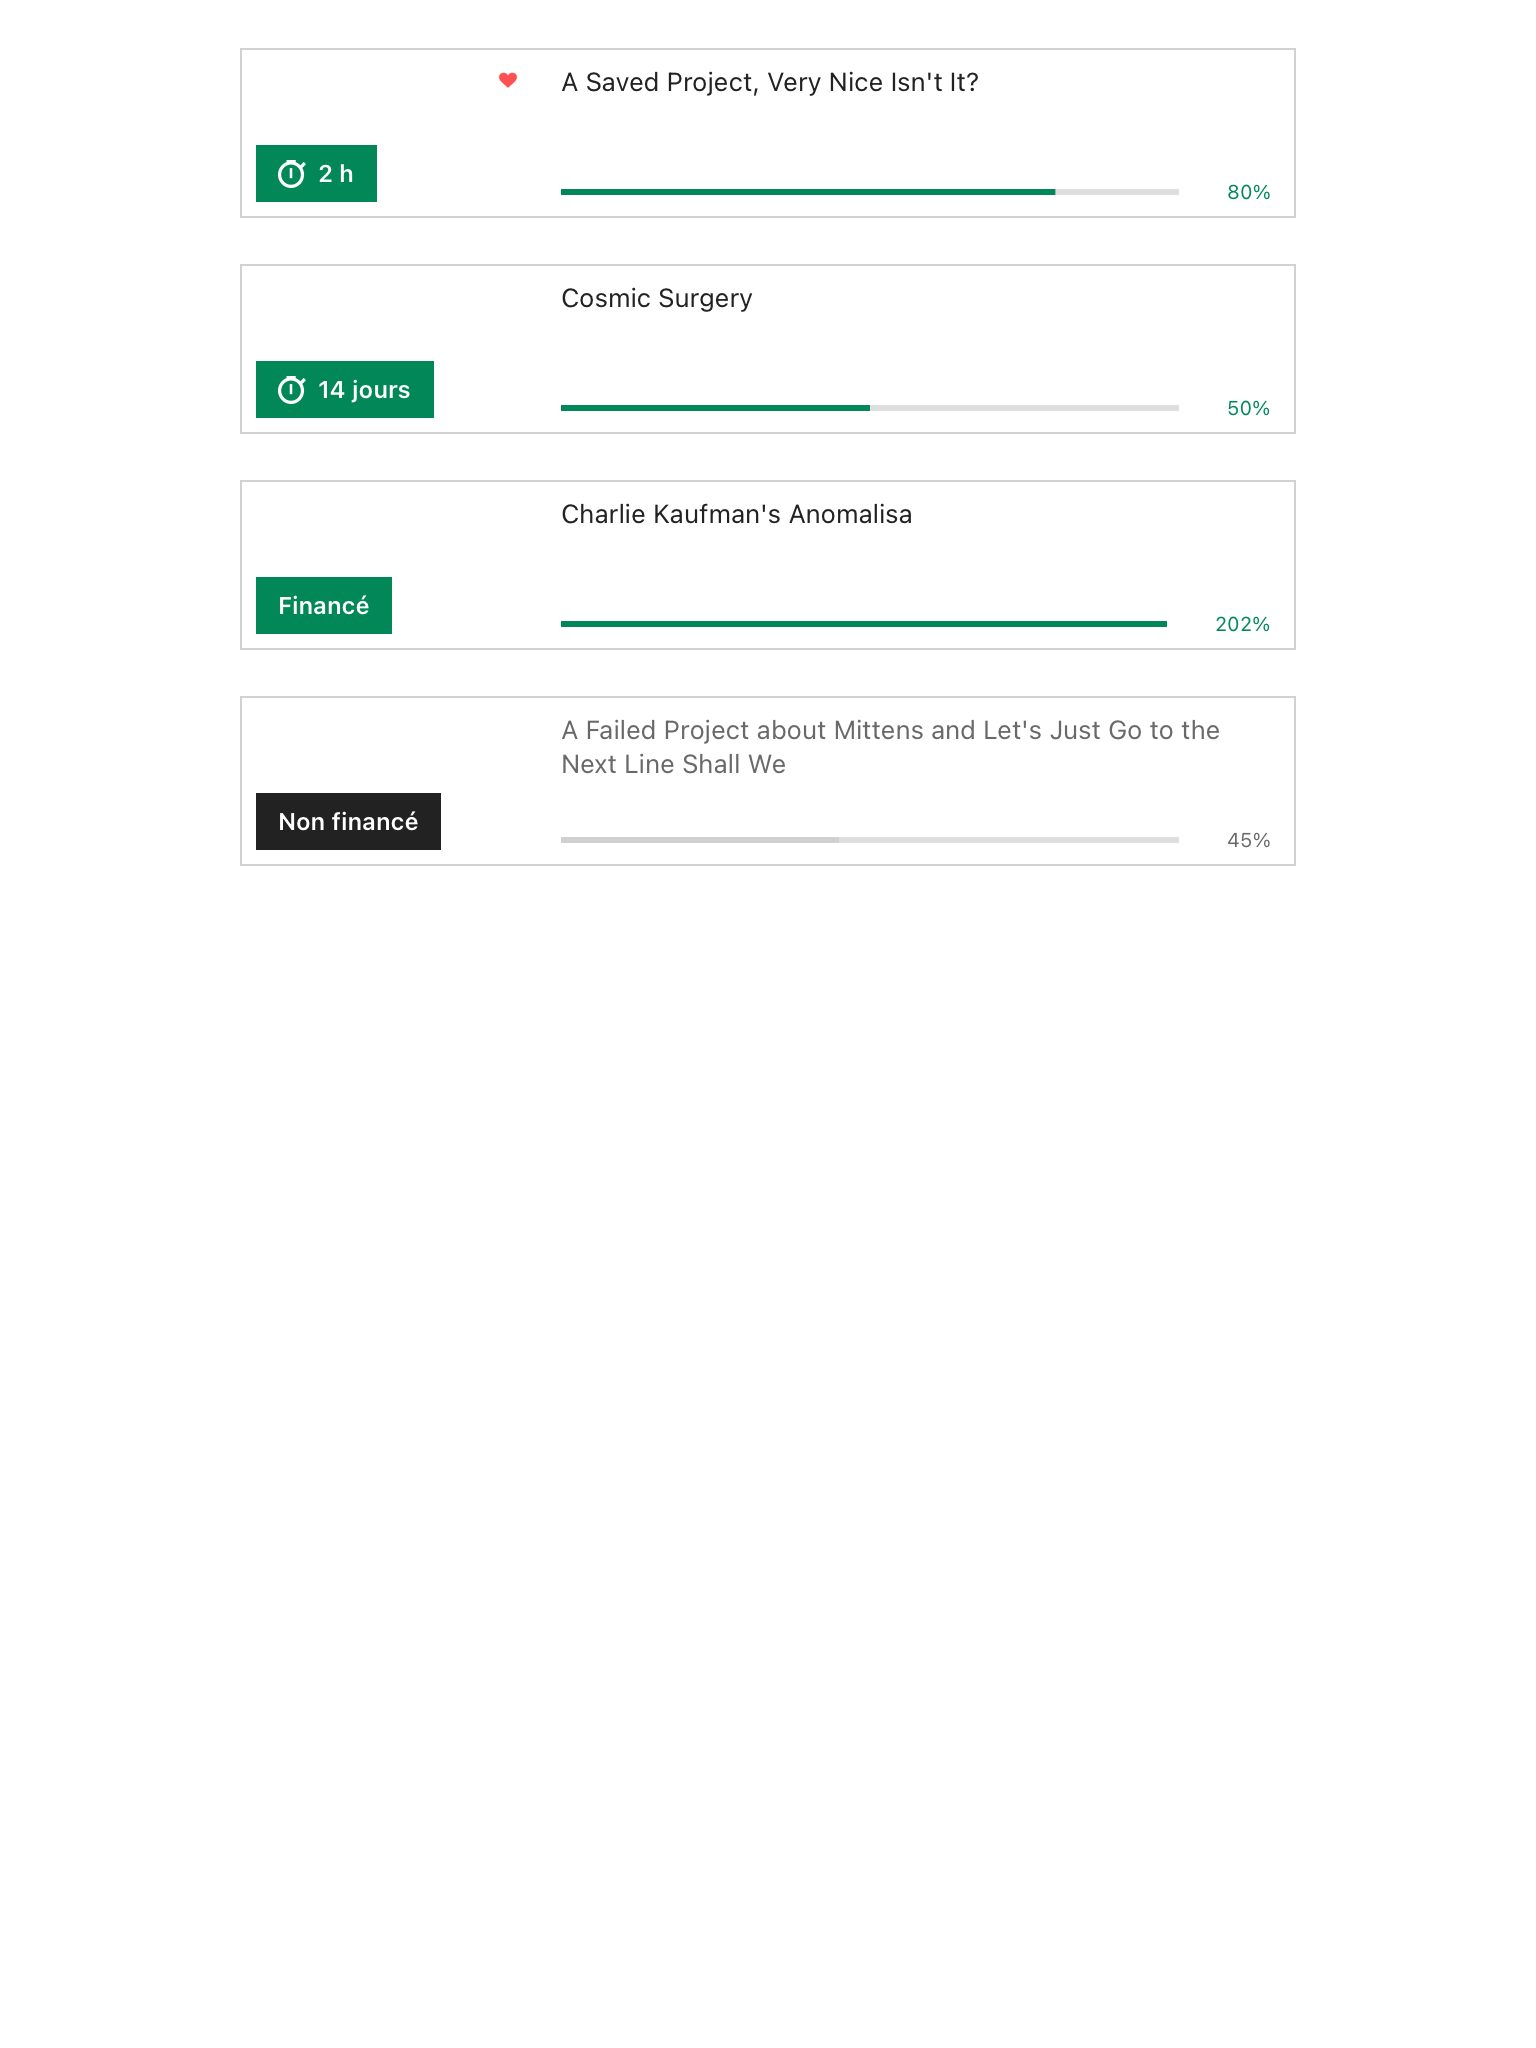 A Saved Project, Very Nice Isn't It?
2 h
80%
Cosmic Surgery
14 jours
50%
Charlie Kaufman's Anomalisa
Financé
202%
A Failed Project about Mittens and Let's Just Go to the
Next Line Shall We
Non financé
45%